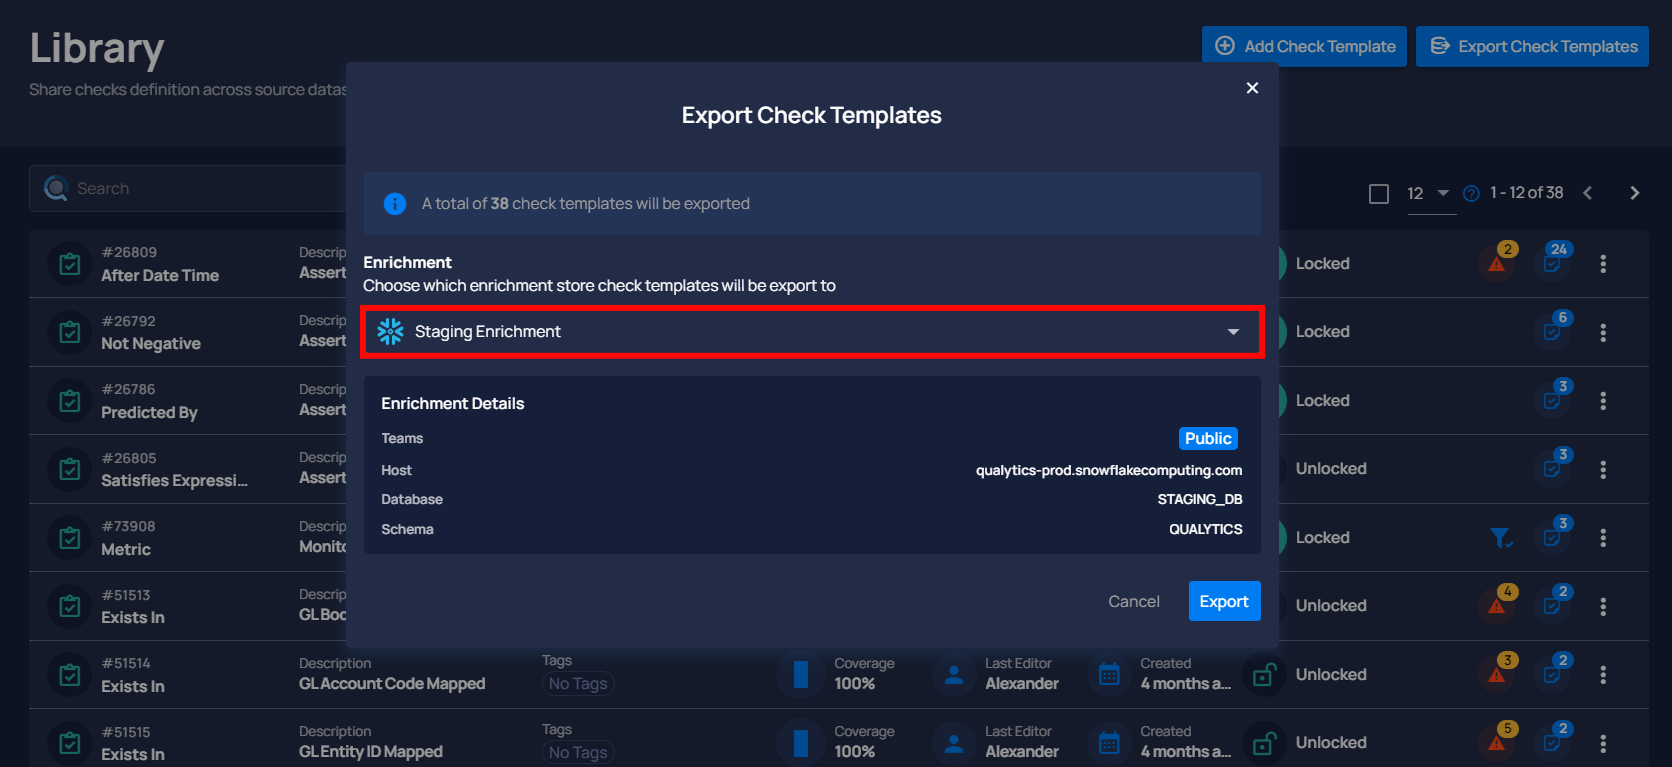 Library
Share checks definition across source datas
Add Check Template
Export Check Templates
Export Check Templates
A total of 38 check templates will be exported
Enrichment
Choose which enrichment store check templates will be export to
Staging Enrichment
Enrichment Details
Teams
Public
Host
qualytics-prod.snowflakecomputing.com
Database
STAGING_DB
Schema
QUALYTICS
Cancel
Export
Search
12
1 - 12 of 38
#26809
After Date Time
Descrip
Assert
Locked
2
24
#26792
Not Negative
Descrip
Assert
Locked
6
#26786
Predicted By
Descrip
Assert
Locked
3
#26805
Satisfies Expressi...
Descrip
Assert
Unlocked
3
#73908
Metric
Descrip
Monito
Locked
3
#51513
Exists In
Descrip
GL Boo
Unlocked
4
2
#51514
Exists In
Description
GL Account Code Mapped
Tags
No Tags
Coverage
100%
Last Editor
Alexander
Created
4 months a...
Unlocked
3
2
#51515
Exists In
Description
GL Entity ID Mapped
Tags
No Tags
Coverage
100%
Last Editor
Alexander
Created
4 months a...
Unlocked
5
2